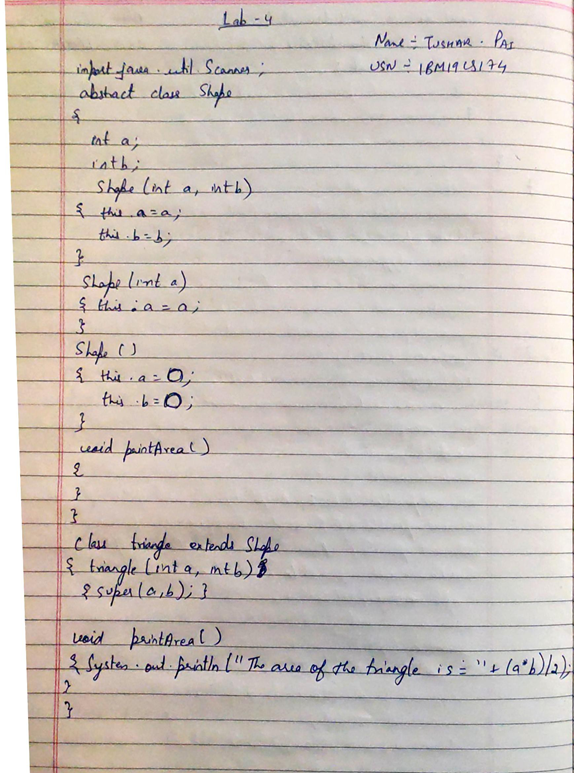 Lab - 4
Name :- TUSHAR . PAI
USN :- 1BM19CS174
import java . util Scanner ;
abstract class Shape
{
int a;
int b;
Shape (int a, int b)
{ this . a = a;
this . b = b;
}
Shape (int a)
{ this . a = a;
}
Shape ()
{ this . a = 0;
this . b = 0;
}
void printArea()
{
}
}
Class triangle extends Shape
{ triangle (int a, int b)
{ super (a,b); }
void printArea()
{ System . out . println ("The area of the triangle is :- " + (a*b)/2);
}
}